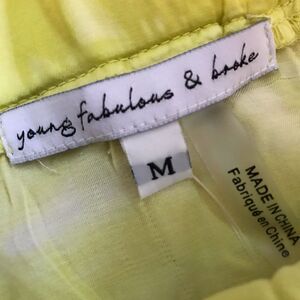 young fabulous & broke
M
MADE IN CHINA
Fabriqué en Chine